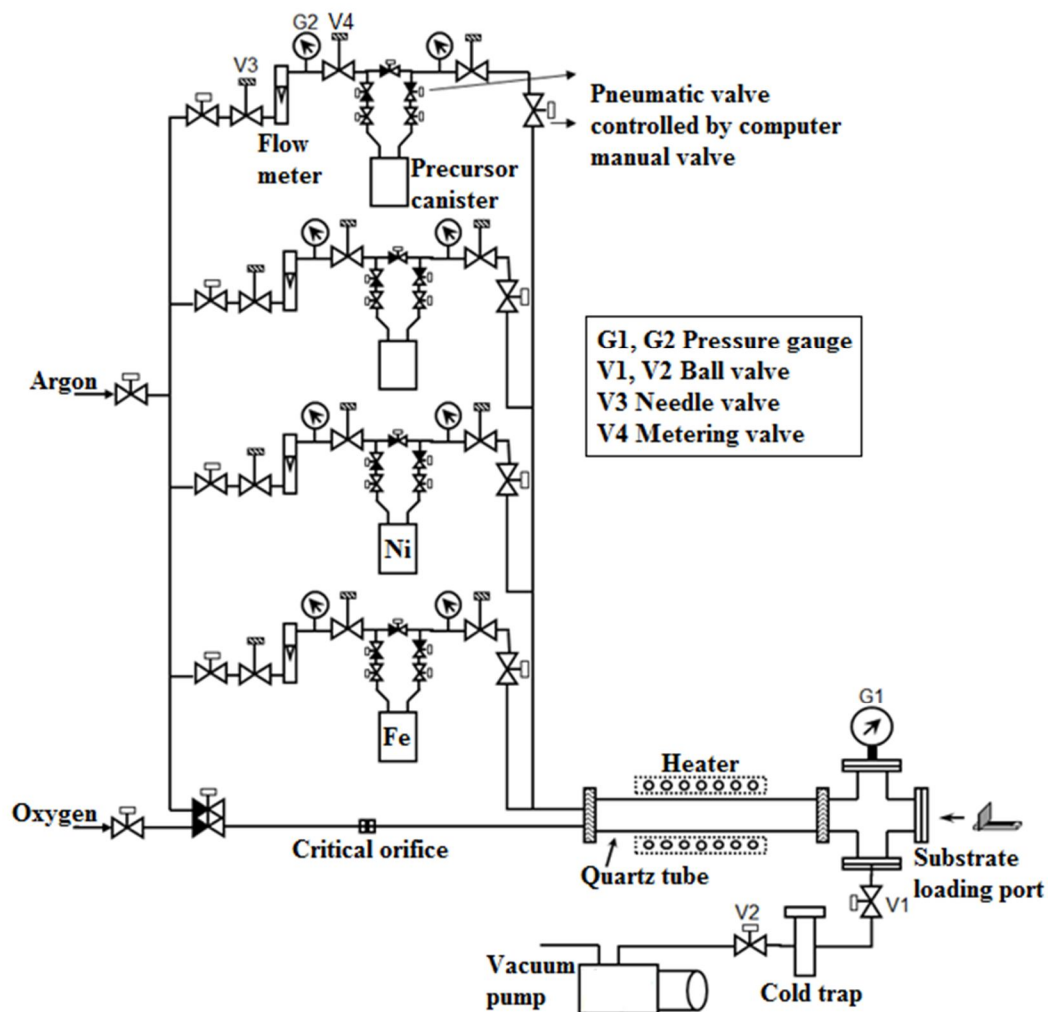 G2
V4
V3
Flow
meter
Precursor
canister
Pneumatic valve
controlled by computer
manual valve
G1, G2 Pressure gauge
V1, V2 Ball valve
V3 Needle valve
V4 Metering valve
Argon
Ni
Fe
G1
Heater
Oxygen
Critical orifice
Quartz tube
Substrate
loading port
V1
V2
Vacuum
pump
Cold trap